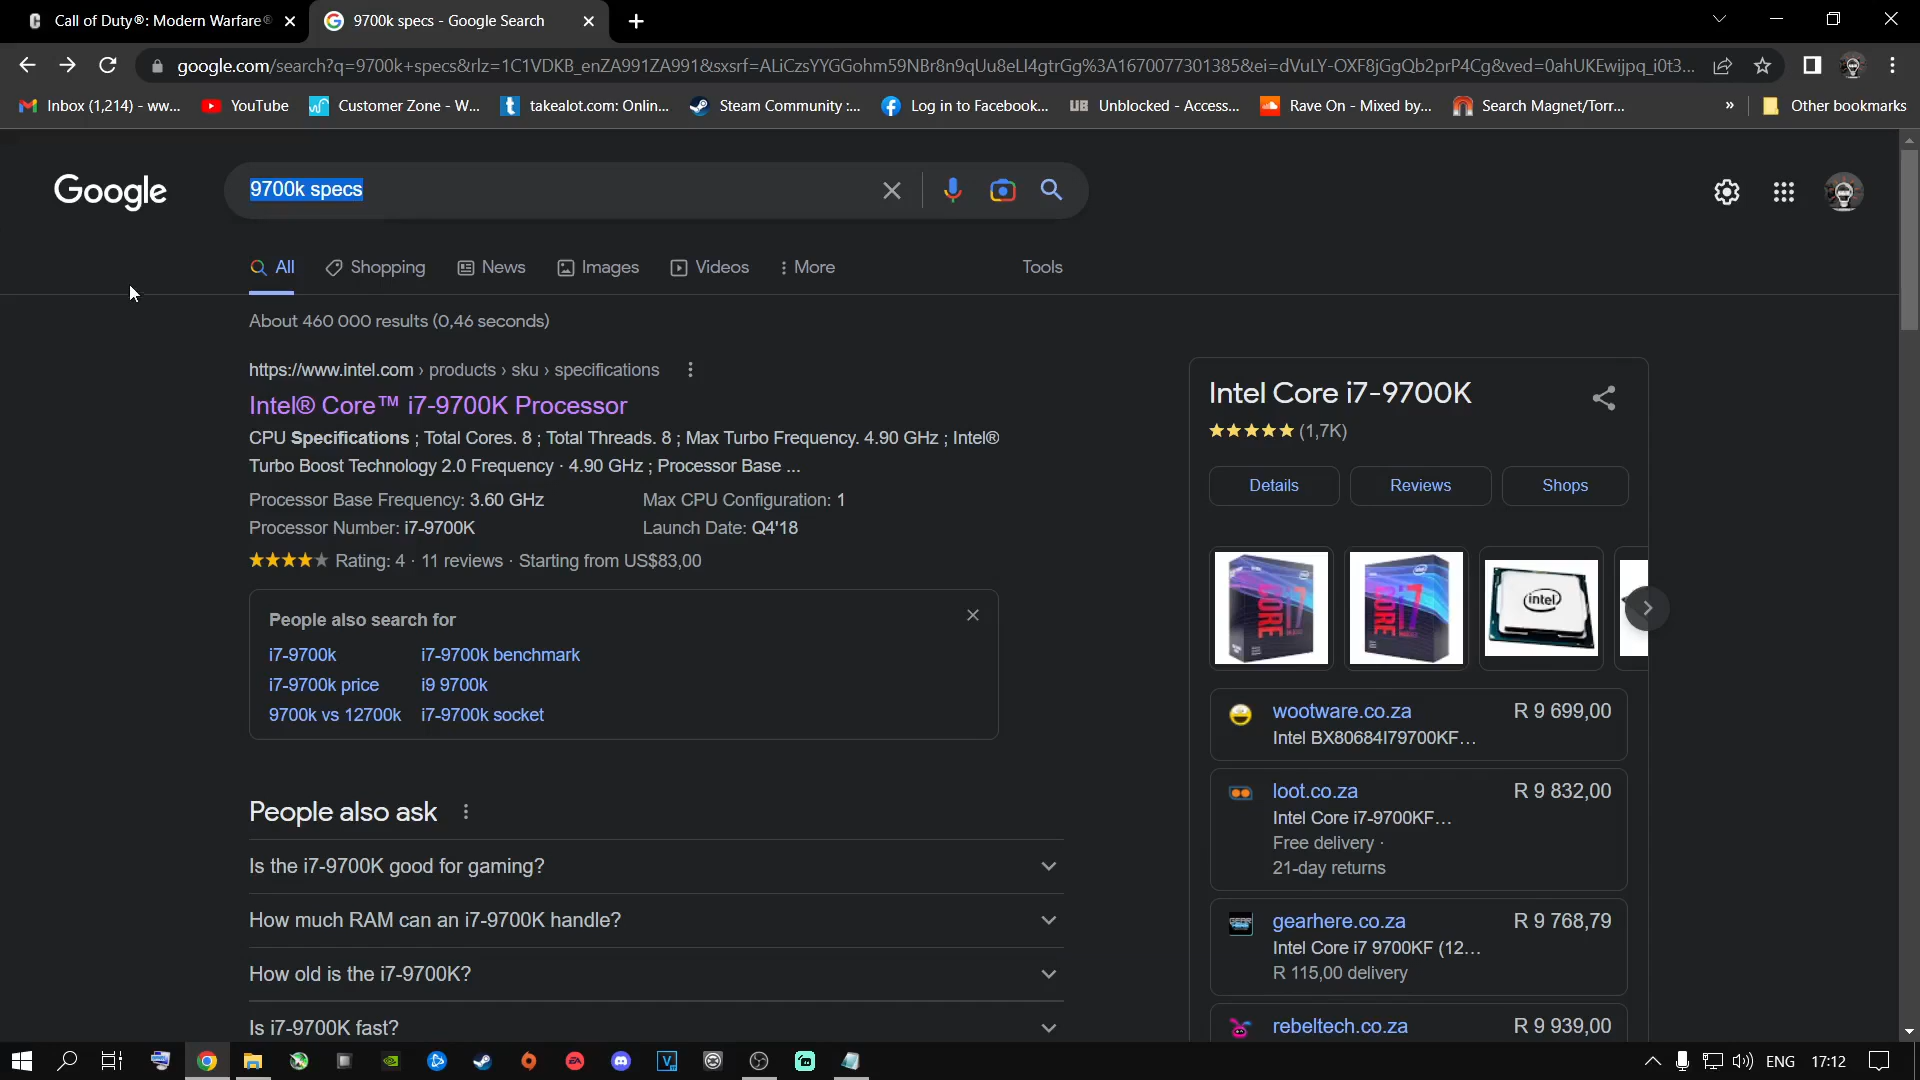 Call of Duty®: Modern Warfare®
9700k specs - Google Search
google.com/search?q=9700k+specs&rlz=1C1VDKB_enZA991ZA991&sxsrf=ALiCzsYYGGohm59NBr8n9qUu8eLI4gtrGg%3A1670077301385&ei=dVuLY-OXF8jGgQb2prP4Cg&ved=0ahUKEwijpq_i0t3...
Inbox (1,214) - ww...
YouTube
Customer Zone - W...
takealot.com: Onlin...
Steam Community :...
Log in to Facebook...
UB Unblocked - Access...
Rave On - Mixed by...
Search Magnet/Torr...
»
Other bookmarks
Google
9700k specs
All
Shopping
News
Images
Videos
More
Tools
About 460 000 results (0,46 seconds)
https://www.intel.com › products › sku › specifications
Intel® Core™ i7-9700K Processor
CPU Specifications ; Total Cores. 8 ; Total Threads. 8 ; Max Turbo Frequency. 4.90 GHz ; Intel®
Turbo Boost Technology 2.0 Frequency · 4.90 GHz ; Processor Base ...
Processor Base Frequency: 3.60 GHz
Max CPU Configuration: 1
Processor Number: i7-9700K
Launch Date: Q4'18
Rating: 4 · 11 reviews · Starting from US$83,00
People also search for
i7-9700k
i7-9700k benchmark
i7-9700k price
i9 9700k
9700k vs 12700k
i7-9700k socket
People also ask
Is the i7-9700K good for gaming?
How much RAM can an i7-9700K handle?
How old is the i7-9700K?
Is i7-9700K fast?
Intel Core i7-9700K
(1,7K)
Details
Reviews
Shops
CORE i7
CORE i7
intel
wootware.co.za
R 9 699,00
Intel BX80684I79700KF...
loot.co.za
R 9 832,00
Intel Core i7-9700KF...
Free delivery ·
21-day returns
gearhere.co.za
R 9 768,79
Intel Core i7 9700KF (12...
R 115,00 delivery
rebeltech.co.za
R 9 939,00
EA
V
ENG
17:12